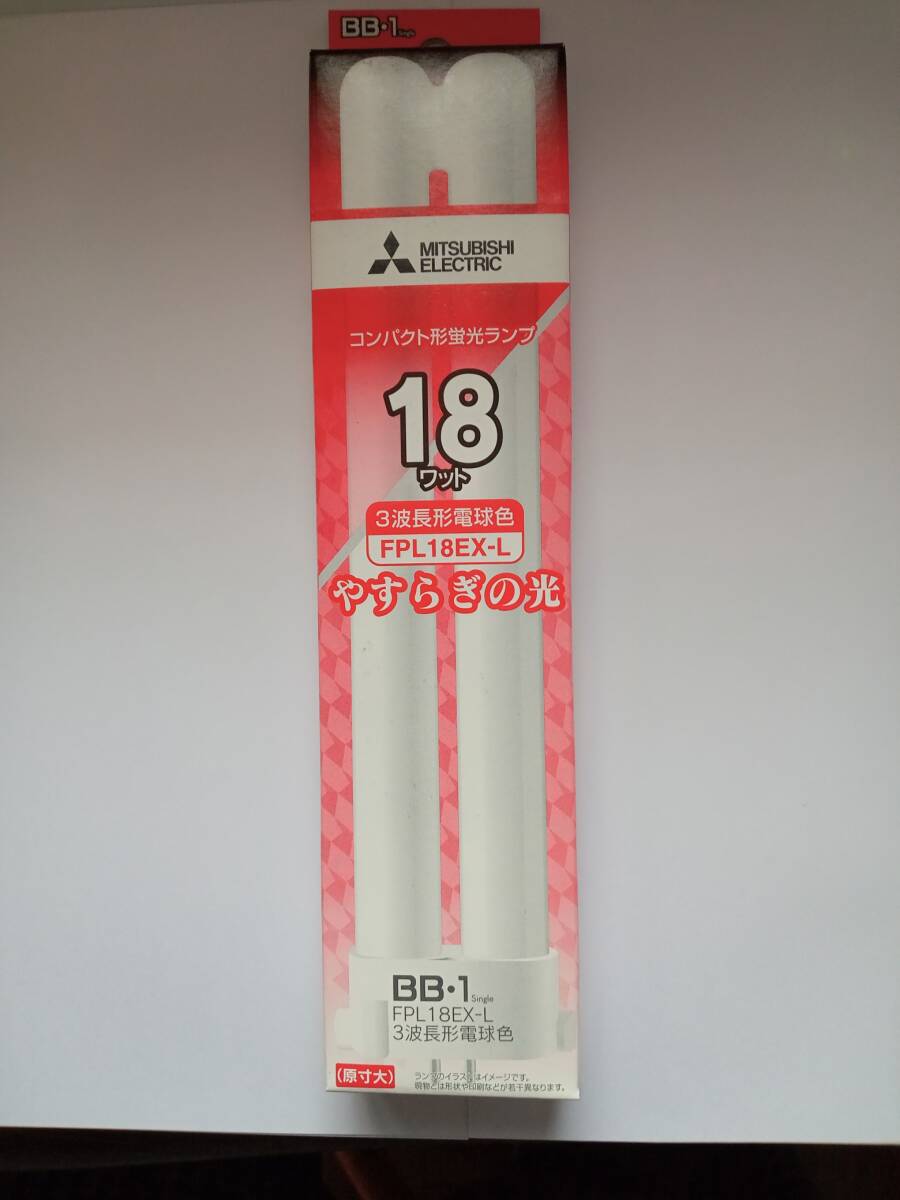 BB・1 Single
MITSUBISHI
ELECTRIC
コンパクト形蛍光ランプ
18
ワット
3波長形電球色
FPL18EX-L
やすらぎの光
BB・1 Single
FPL18EX-L
3波長形電球色
(原寸大)
ランプのイラストはイメージです。
現物とは形状や印刷などが若干異なります。